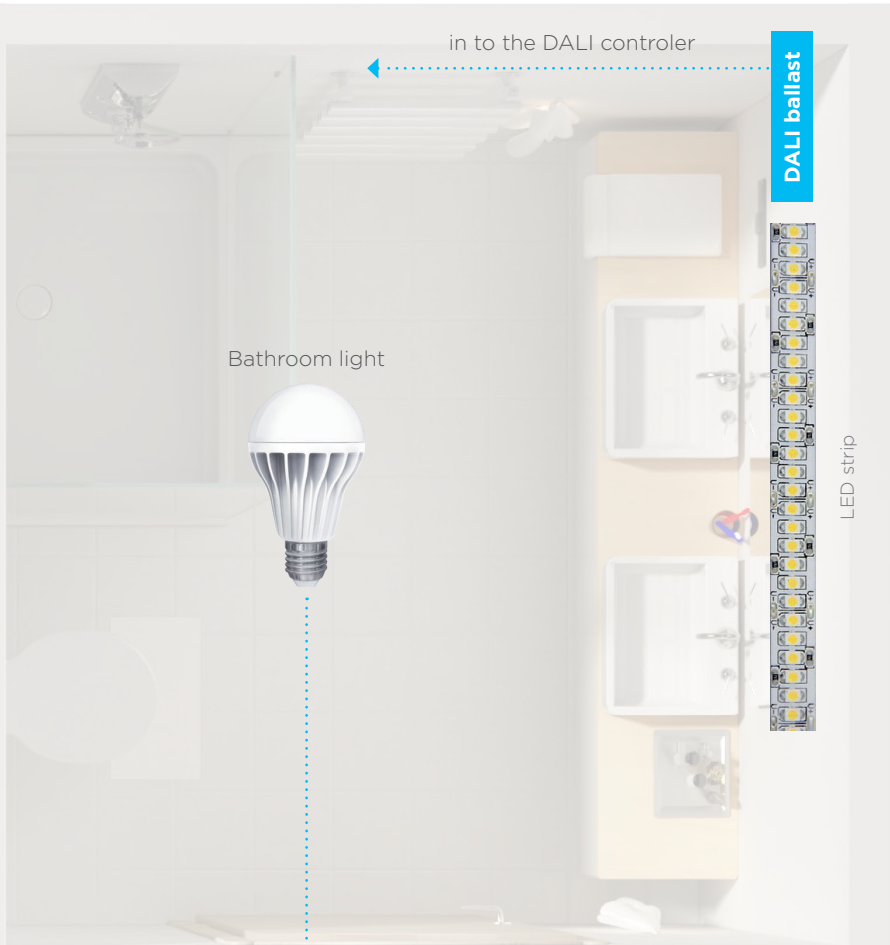 in to the DALI controler
DALI ballast
Bathroom light
LED strip